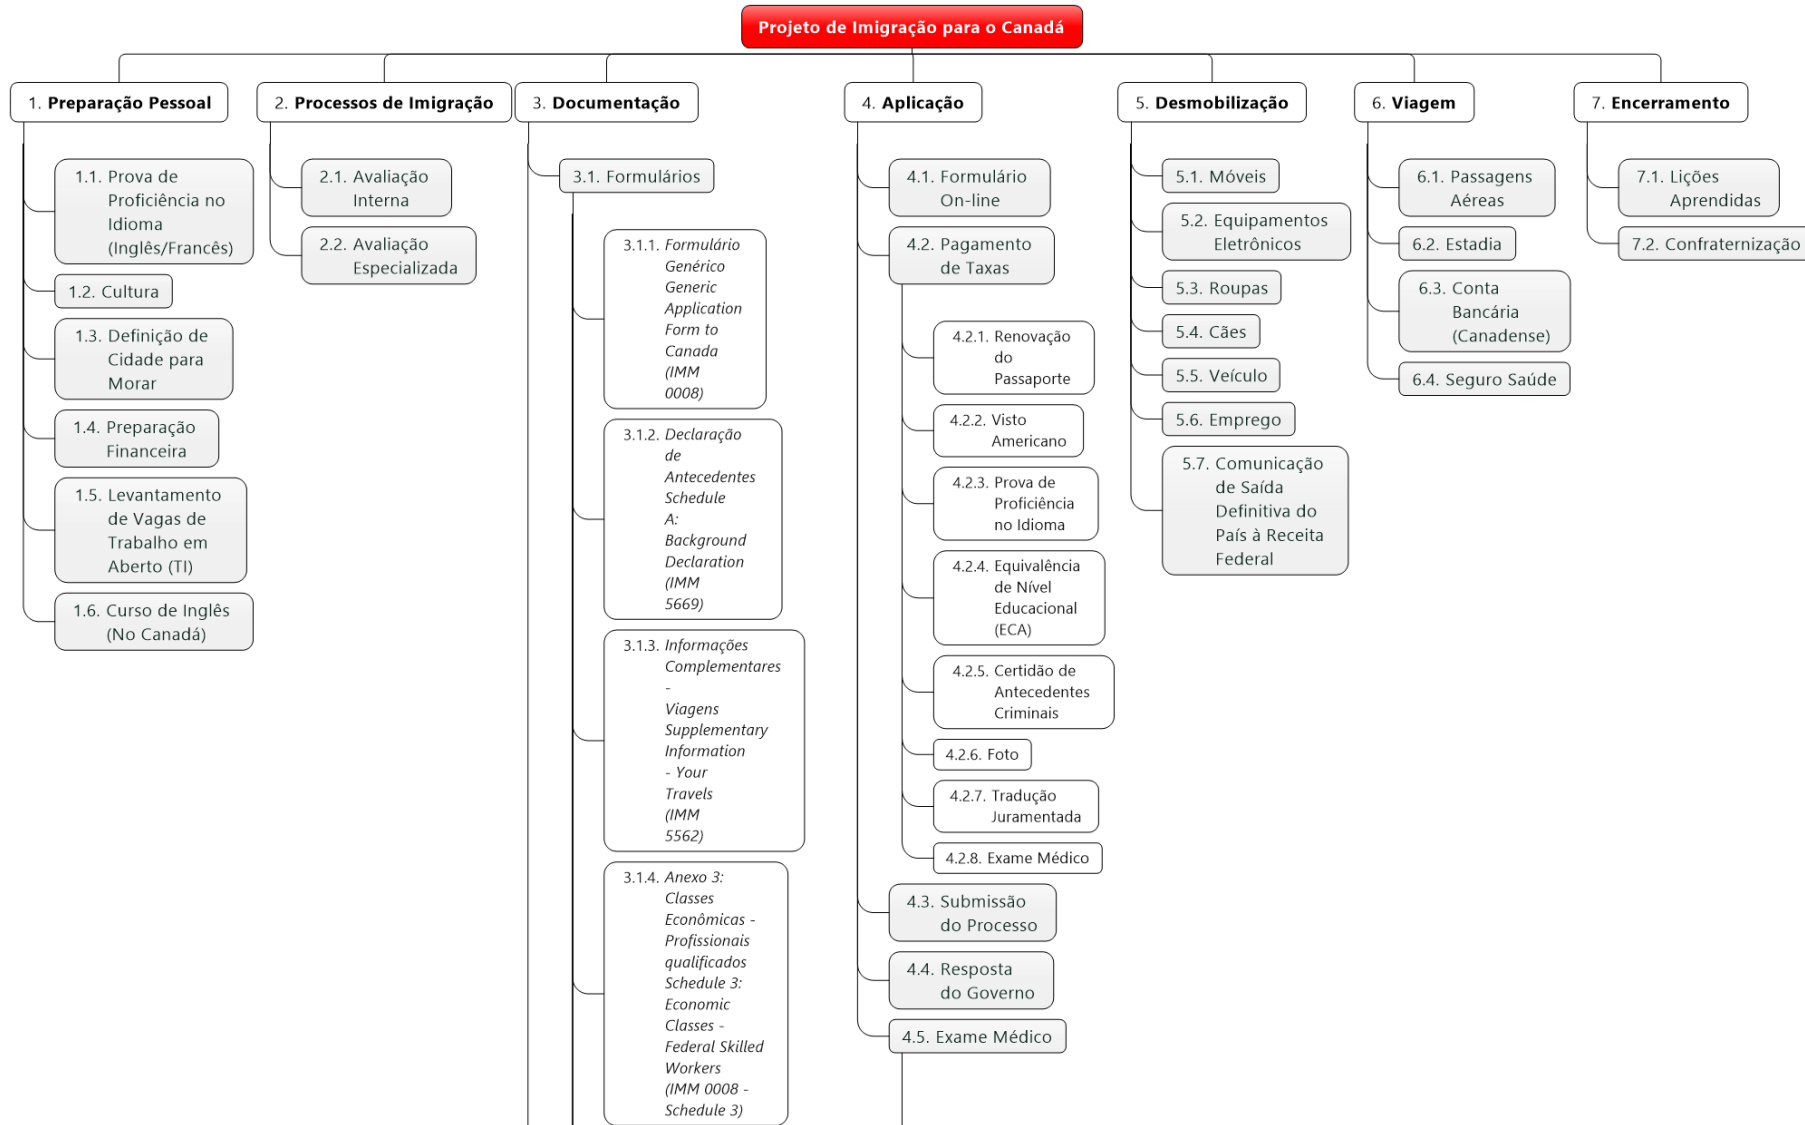 Projeto de Imigração para o Canadá
1. Preparação Pessoal
1.1. Prova de
Proficiência no
Idioma
(Inglês/Francês)
1.2. Cultura
1.3. Definição de
Cidade para
Morar
1.4. Preparação
Financeira
1.5. Levantamento
de Vagas de
Trabalho em
Aberto (TI)
1.6. Curso de Inglês
(No Canadá)
2. Processos de Imigração
2.1. Avaliação
Interna
2.2. Avaliação
Especializada
3. Documentação
3.1. Formulários
3.1.1. Formulário
Genérico
Generic
Application
Form to
Canada
(IMM
0008)
3.1.2. Declaração
de
Antecedentes
Schedule
A:
Background
Declaration
(IMM
5669)
3.1.3. Informações
Complementares
-
Viagens
Supplementary
Information
- Your
Travels
(IMM
5562)
3.1.4. Anexo 3:
Classes
Econômicas -
Profissionais
qualificados
Schedule 3:
Economic
Classes -
Federal Skilled
Workers
(IMM 0008 -
Schedule 3)
4. Aplicação
4.1. Formulário
On-line
4.2. Pagamento
de Taxas
4.2.1. Renovação
do
Passaporte
4.2.2. Visto
Americano
4.2.3. Prova de
Proficiência
no Idioma
4.2.4. Equivalência
de Nível
Educacional
(ECA)
4.2.5. Certidão de
Antecedentes
Criminais
4.2.6. Foto
4.2.7. Tradução
Juramentada
4.2.8. Exame Médico
4.3. Submissão
do Processo
4.4. Resposta
do Governo
4.5. Exame Médico
5. Desmobilização
5.1. Móveis
5.2. Equipamentos
Eletrônicos
5.3. Roupas
5.4. Cães
5.5. Veículo
5.6. Emprego
5.7. Comunicação
de Saída
Definitiva do
País à Receita
Federal
6. Viagem
6.1. Passagens
Aéreas
6.2. Estadia
6.3. Conta
Bancária
(Canadense)
6.4. Seguro Saúde
7. Encerramento
7.1. Lições
Aprendidas
7.2. Confraternização